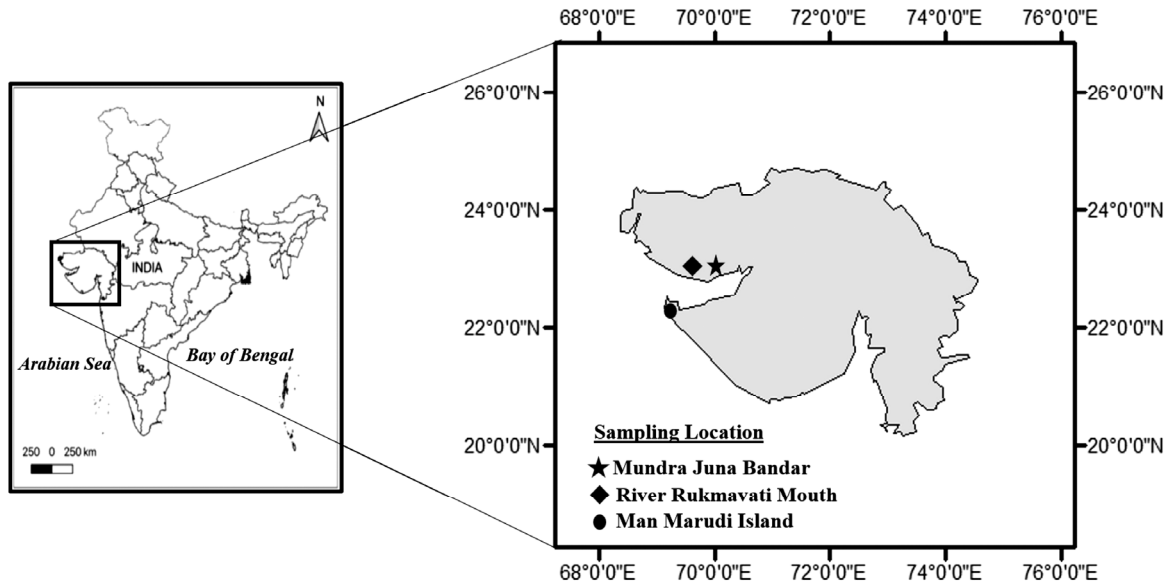 N
INDIA
Arabian Sea
Bay of Bengal
250 0 250 km
68°0'0"E 70°0'0"E 72°0'0"E 74°0'0"E 76°0'0"E
26°0'0"N 26°0'0"N
24°0'0"N 24°0'0"N
22°0'0"N 22°0'0"N
20°0'0"N 20°0'0"N
Sampling Location
Mundra Juna Bandar
River Rukmavati Mouth
Man Marudi Island
68°0'0"E 70°0'0"E 72°0'0"E 74°0'0"E 76°0'0"E